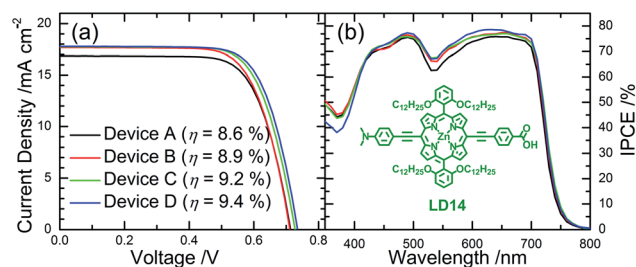 (a)
(b)
Current Density /mA cm⁻²
20
15
10
5
0
Device A (η = 8.6 %)
Device B (η = 8.9 %)
Device C (η = 9.2 %)
Device D (η = 9.4 %)
0.0 0.2 0.4 0.6 0.8
Voltage /V
C₁₂H₂₅O OC₁₂H₂₅
N N N N N
Zn
O
OH
C₁₂H₂₅O OC₁₂H₂₅
LD14
400 500 600 700 800
Wavelength /nm
80
70
60
50
40
30
20
10
0
IPCE /%